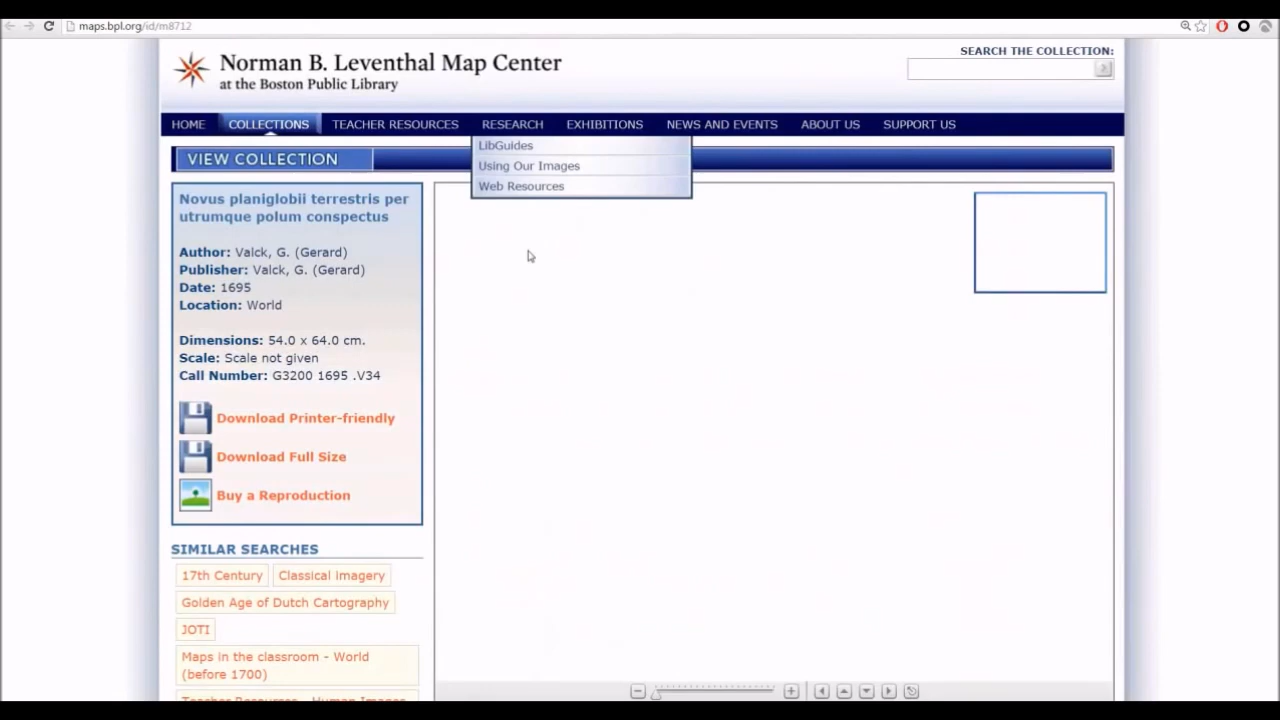 maps.bpl.org/id/m8712
Norman B. Leventhal Map Center
at the Boston Public Library
SEARCH THE COLLECTION:
HOME COLLECTIONS TEACHER RESOURCES RESEARCH EXHIBITIONS NEWS AND EVENTS ABOUT US SUPPORT US
LibGuides
Using Our Images
Web Resources
VIEW COLLECTION
Novus planiglobii terrestris per
utrumque polum conspectus
Author: Valck, G. (Gerard)
Publisher: Valck, G. (Gerard)
Date: 1695
Location: World
Dimensions: 54.0 x 64.0 cm.
Scale: Scale not given
Call Number: G3200 1695 .V34
Download Printer-friendly
Download Full Size
Buy a Reproduction
SIMILAR SEARCHES
17th Century Classical imagery
Golden Age of Dutch Cartography
JOTI
Maps in the classroom - World
(before 1700)
Teacher Resources - Human Images